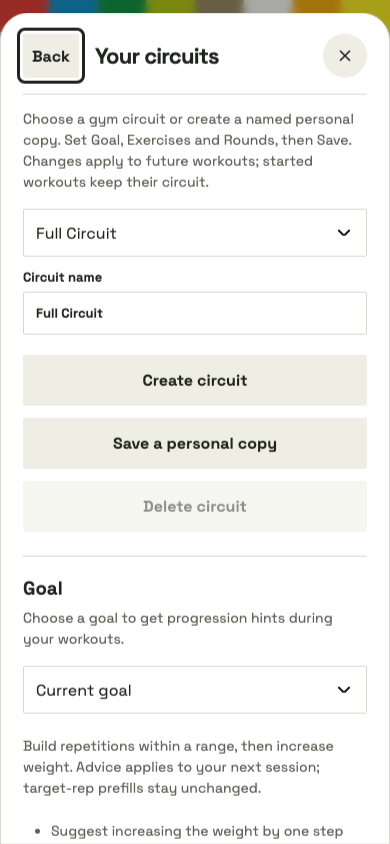 Back
Your circuits
Choose a gym circuit or create a named personal
copy. Set Goal, Exercises and Rounds, then Save.
Changes apply to future workouts; started
workouts keep their circuit.
Full Circuit
Circuit name
Full Circuit
Create circuit
Save a personal copy
Delete circuit
Goal
Choose a goal to get progression hints during
your workouts.
Current goal
Build repetitions within a range, then increase
weight. Advice applies to your next session;
target-rep prefills stay unchanged.
• Suggest increasing the weight by one step